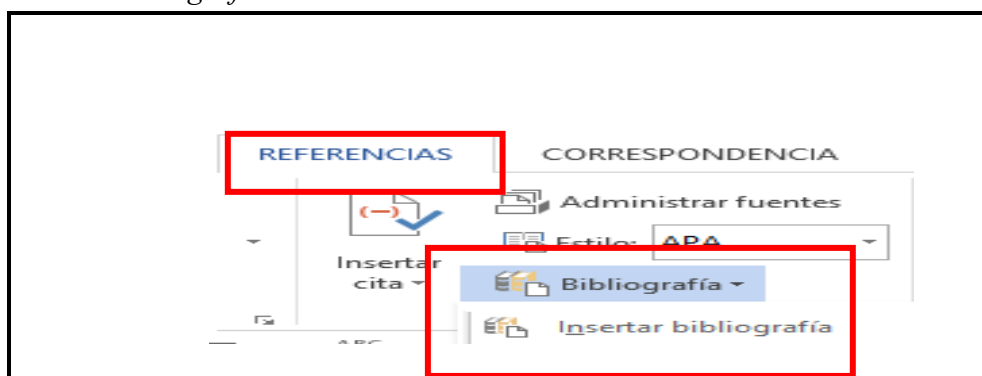 REFERENCIAS CORRESPONDENCIA
Administrar fuentes
Estilo: APA
Insertar
cita
Bibliografía
Insertar bibliografía